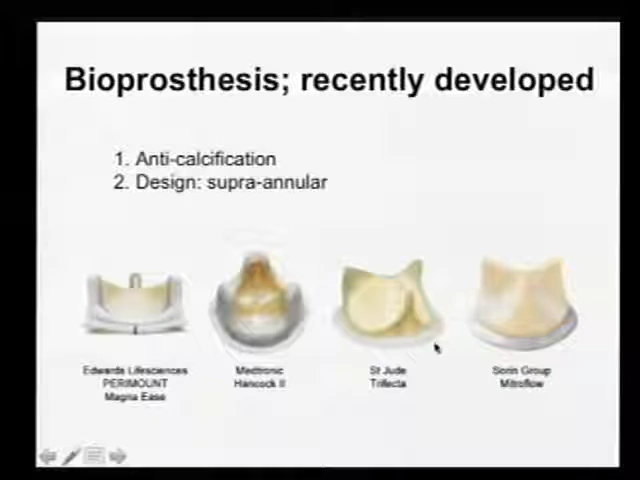 Bioprosthesis; recently developed
1. Anti-calcification
2. Design: supra-annular
Edwards Lifesciences
PERIMOUNT
Magna Ease
Medtronic
Hancock II
St Jude
Trifecta
Sorin Group
Mitroflow